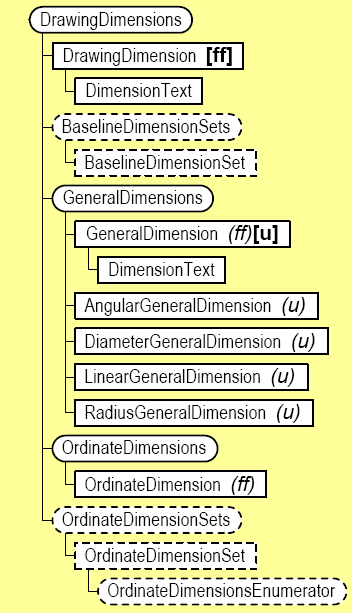 DrawingDimensions
DrawingDimension [ff]
DimensionText
BaselineDimensionSets
BaselineDimensionSet
GeneralDimensions
GeneralDimension (ff)[u]
DimensionText
AngularGeneralDimension (u)
DiameterGeneralDimension (u)
LinearGeneralDimension (u)
RadiusGeneralDimension (u)
OrdinateDimensions
OrdinateDimension (ff)
OrdinateDimensionSets
OrdinateDimensionSet
OrdinateDimensionsEnumerator